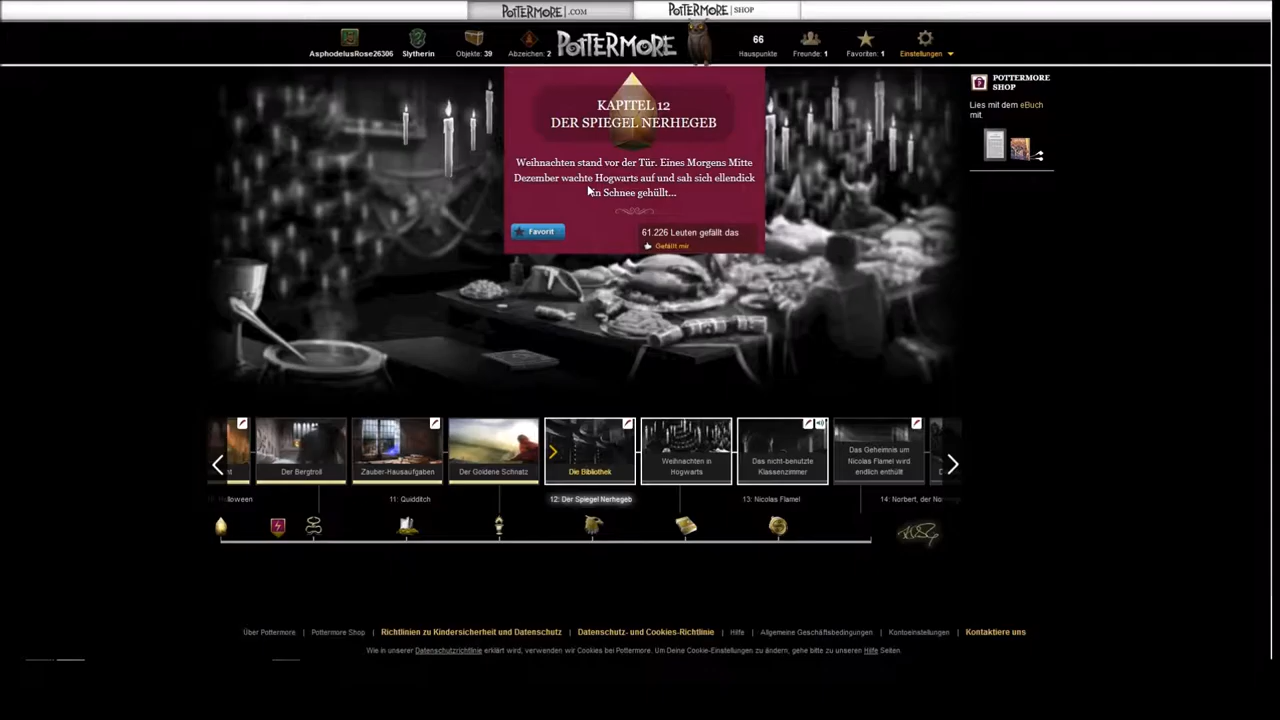 POTTERMORE .COM
POTTERMORE SHOP
AsphodelusRose26306
Slytherin
Objekte: 39
Abzeichen: 2
POTTERMORE
66
Hauspunkte
Freunde: 1
Favoriten: 1
Einstellungen
KAPITEL 12
DER SPIEGEL NERHEGEB
Weihnachten stand vor der Tür. Eines Morgens Mitte
Dezember wachte Hogwarts auf und sah sich ellendick
in Schnee gehüllt...
Favorit
61.226 Leuten gefällt das
Gefällt mir
POTTERMORE
SHOP
Lies mit dem eBuch
mit.
Der Bergtroll
Zauber-Hausaufgaben
Der Goldene Schnatz
Die Bibliothek
Weihnachten in
Hogwarts
Das nicht-benutzte
Klassenzimmer
Das Geheimnis um
Nicolas Flamel wird
endlich enthüllt
11: Quidditch
12: Der Spiegel Nerhegeb
13: Nicolas Flamel
14: Norbert, der
Über Pottermore | Pottermore Shop | Richtlinien zu Kindersicherheit und Datenschutz | Datenschutz- und Cookies-Richtlinie | Hilfe | Allgemeine Geschäftsbedingungen | Kontoeinstellungen | Kontaktiere uns
Wie in unserer Datenschutzrichtlinie erklärt wird, verwenden wir Cookies bei Pottermore. Um Deine Cookie-Einstellungen zu ändern, gehe bitte zu unseren Hilfe Seiten.